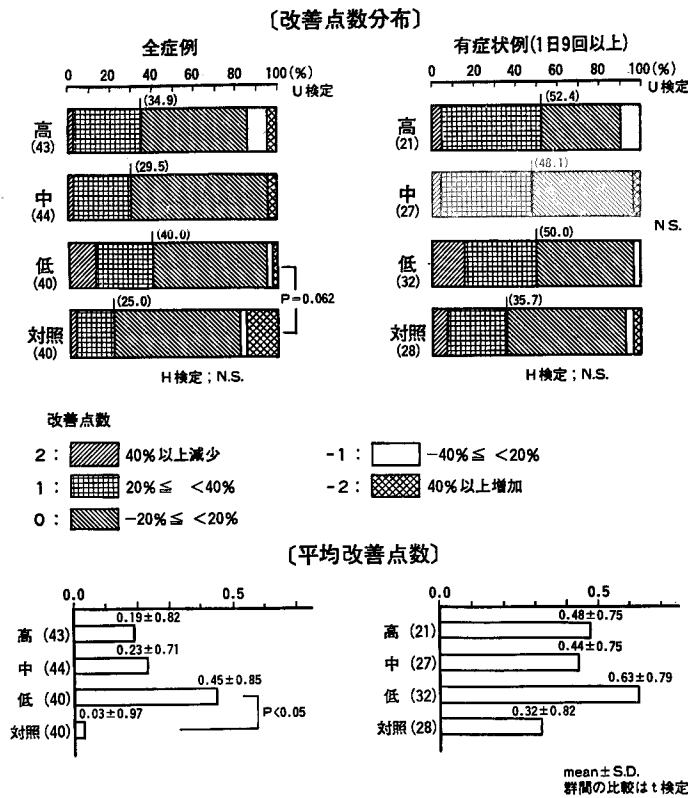 〔改善点数分布〕
全症例
有症状例(1日9回以上)
0 20 40 60 80 100(%)
U検定
0 20 40 60 80 100(%)
U検定
高
(43)
(34.9)
中
(44)
(29.5)
低
(40)
(40.0)
対照
(40)
(25.0)
P=0.062
H検定;N.S.
高
(21)
(52.4)
中
(27)
(48.1)
低
(32)
(50.0)
対照
(28)
(35.7)
N.S.
H検定;N.S.
改善点数
2: 40%以上減少
1: 20%≦ <40%
0: −20%≦ <20%
-1: −40%≦ <20%
-2: 40%以上増加
〔平均改善点数〕
0.0 0.5
高 (43) 0.19±0.82
中 (44) 0.23±0.71
低 (40) 0.45±0.85
対照 (40) 0.03±0.97
P<0.05
0.0 0.5
高 (21) 0.48±0.75
中 (27) 0.44±0.75
低 (32) 0.63±0.79
対照 (28) 0.32±0.82
mean±S.D.
群間の比較はt検定